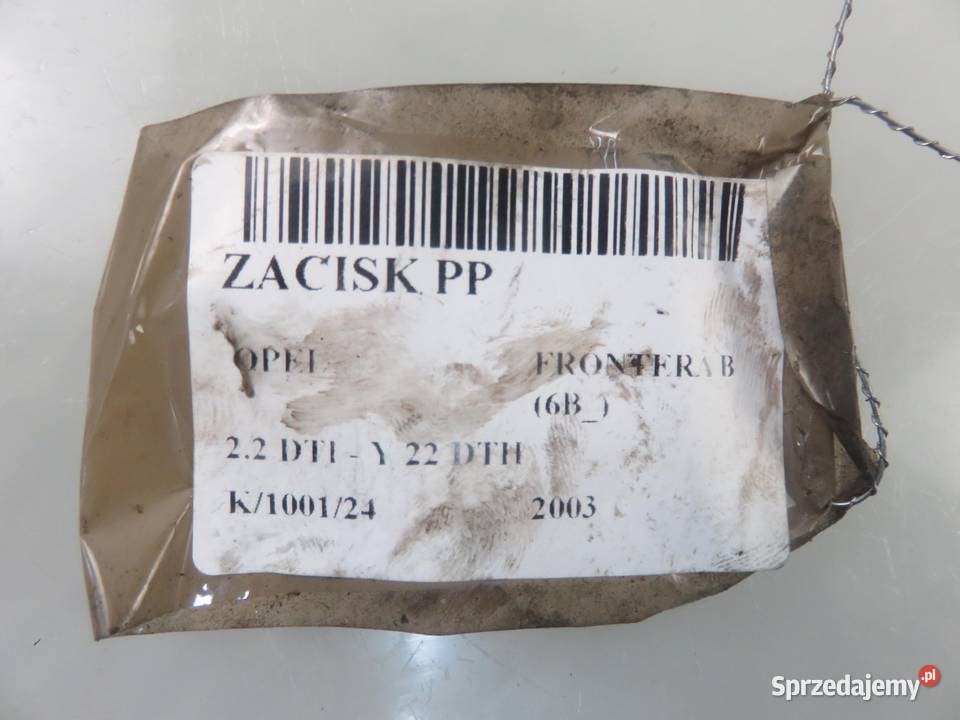 ZACISK PP
OPEL FRONTERA B
(6B_)
2.2 DTI - Y 22 DTH
K/1001/24 2003
Sprzedajemy.pl